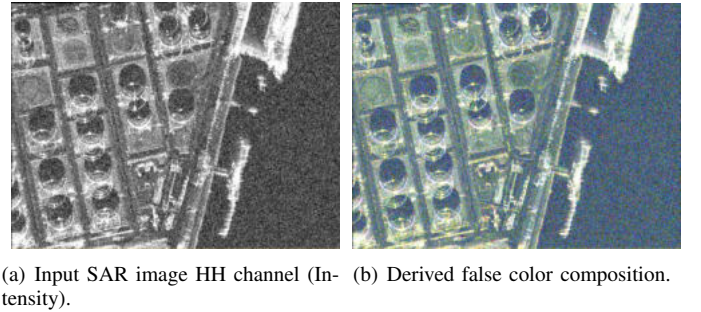 (a) Input SAR image HH channel (In-
tensity).
(b) Derived false color composition.